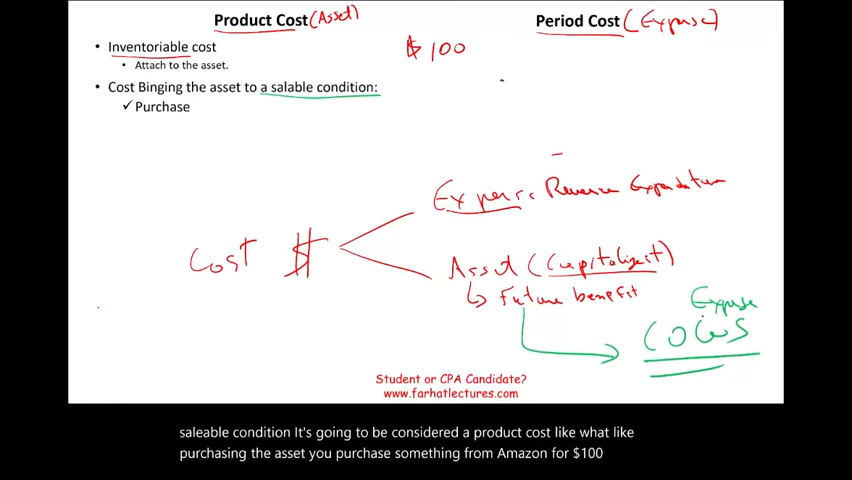 Product Cost (Asset)
Period Cost (Expense)
• Inventoriable cost
$100
• Attach to the asset.
• Cost Binging the asset to a salable condition:
✓ Purchase
Expense Revenue Expenditure
Cost $
Asset (Capitalized)
Future benefit
Expense
COGS
Student or CPA Candidate?
www.farhatlectures.com
saleable condition It's going to be considered a product cost like what like
purchasing the asset you purchase something from Amazon for $100